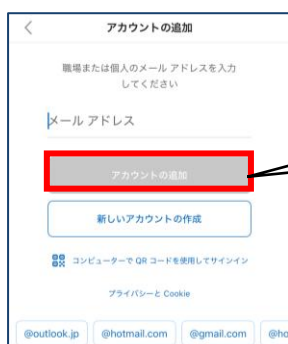 アカウントの追加
職場または個人のメール アドレスを入力
してください
メール アドレス
アカウントの追加
新しいアカウントの作成
コンピューターで QR コードを使用してサインイン
プライバシーと Cookie
@outlook.jp @hotmail.com @gmail.com @ho